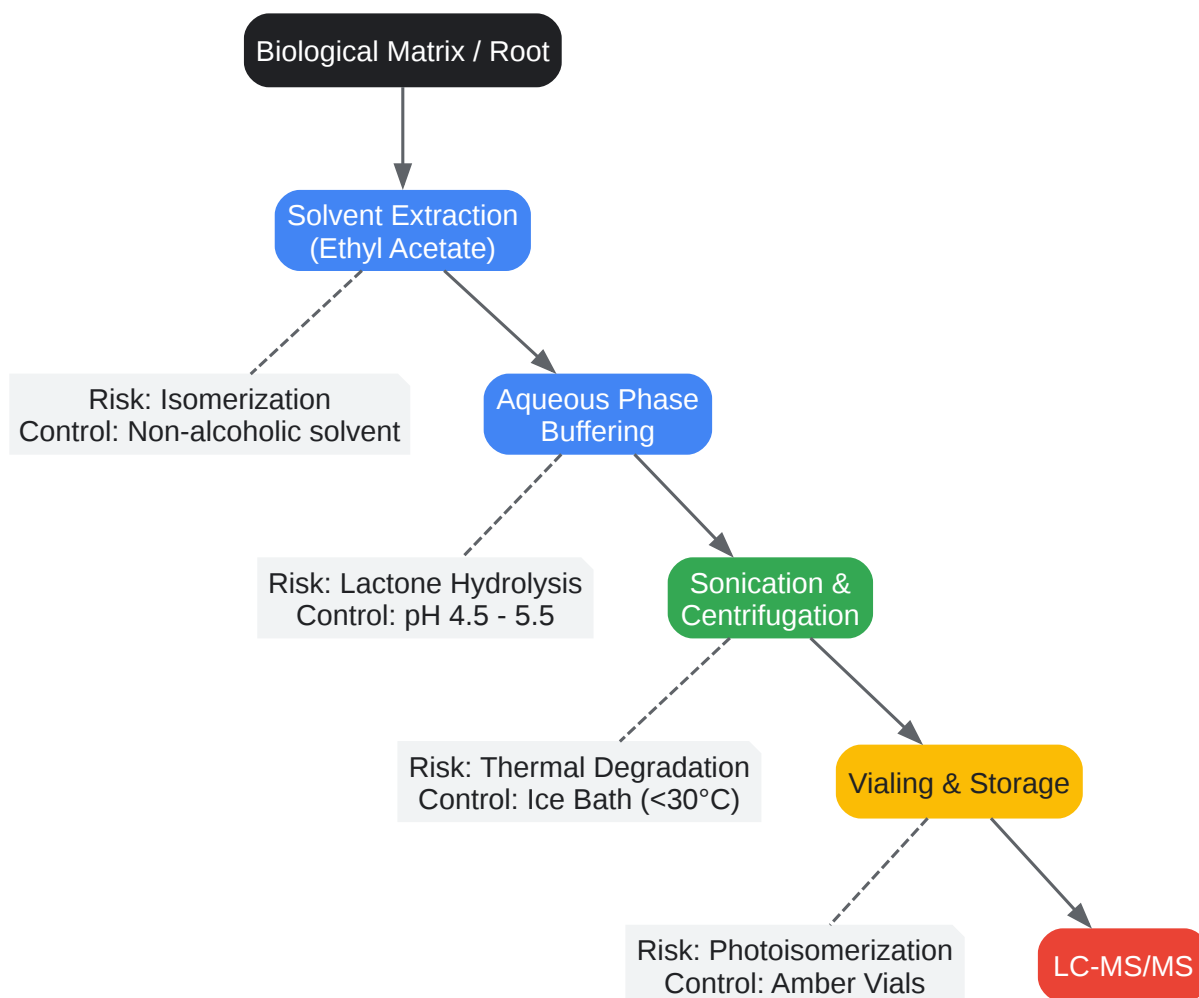 Biological Matrix / Root
Solvent Extraction
(Ethyl Acetate)
Risk: Isomerization
Control: Non-alcoholic solvent
Aqueous Phase
Buffering
Risk: Lactone Hydrolysis
Control: pH 4.5 - 5.5
Sonication &
Centrifugation
Risk: Thermal Degradation
Control: Ice Bath (<30°C)
Vialing & Storage
Risk: Photoisomerization
Control: Amber Vials
LC-MS/MS